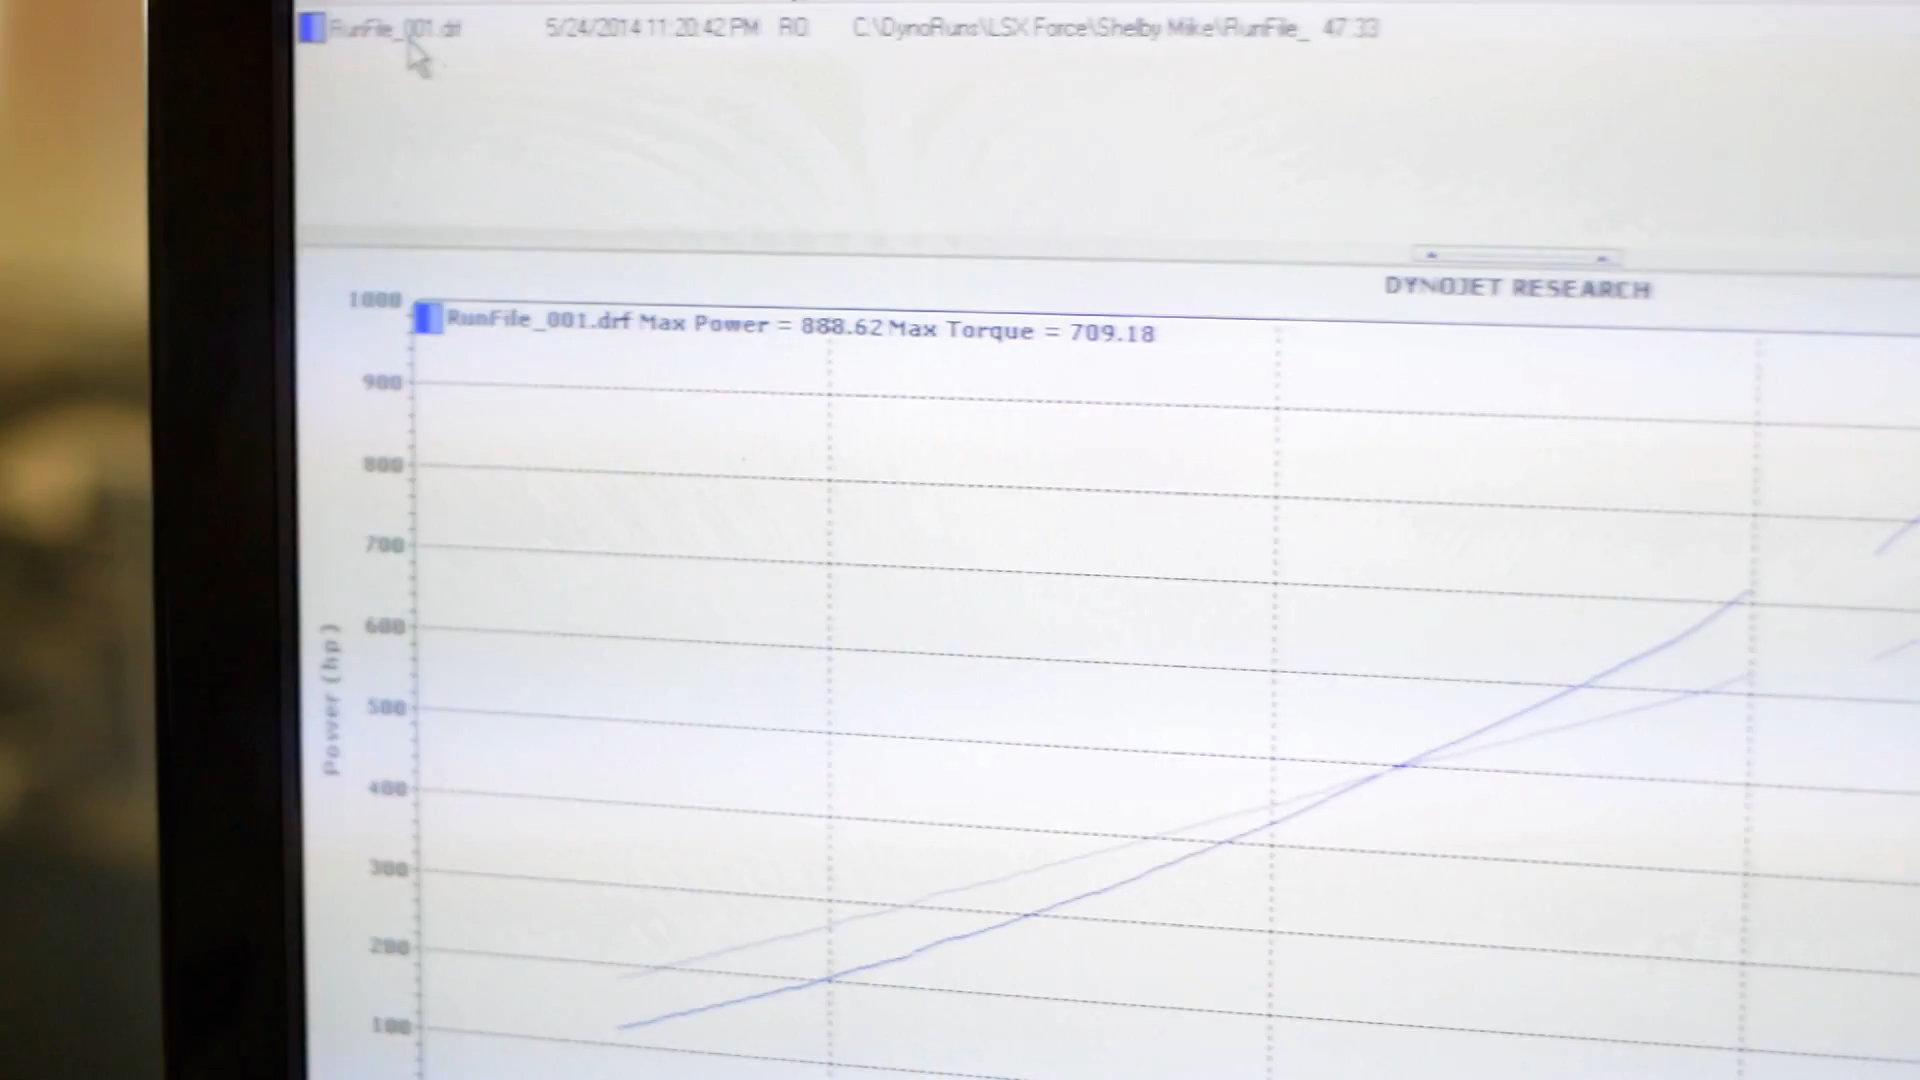 RunFile_001.drf 5/24/2014 11:20:42 PM RO C:\DynoRuns\LSX Force\Shelby Mike\RunFile_ 47.33
DYNOJET RESEARCH
RunFile_001.drf Max Power = 888.62 Max Torque = 709.18
1000
900
800
700
600
500
400
300
200
100
Power (hp)